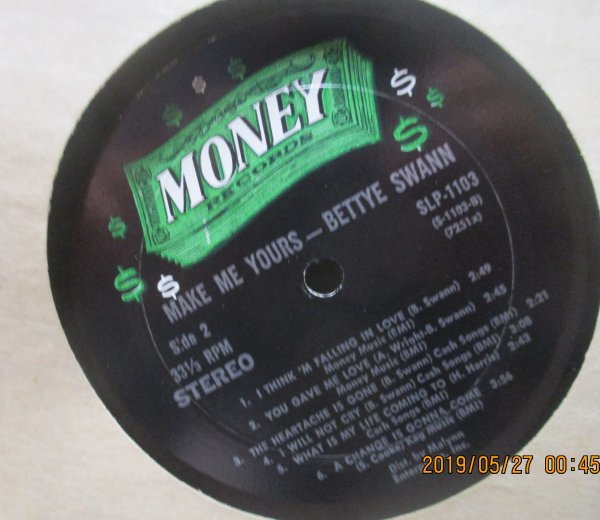 MONEY
RECORDS
MAKE ME YOURS—BETTYE SWANN
SLP-1103
(S-1103-B)
(7251x)
Side 2
33⅓ RPM
STEREO
1. I THINK 'M FALLING IN LOVE (B. Swann) 2:49
Money Music (BMI)
2. YOU GAVE ME LOVE (A. Wright-B. Swann) 2:45
Money Music (BMI)
3. THE HEARTACHE IS GONE (B. Swann) Cash Songs (BMI) 2:21
4. I WILL NOT CRY (B. Swann) Cash Songs (BMI) 3:08
5. WHAT IS MY LIFE COMING TO (H. Harris) 2:43
Cash Songs (BMI)
6. A CHANGE IS GONNA COME 3:36
(S. Cooke) Kag Music (BMI)
Dist. by
2019/05/27 00:45